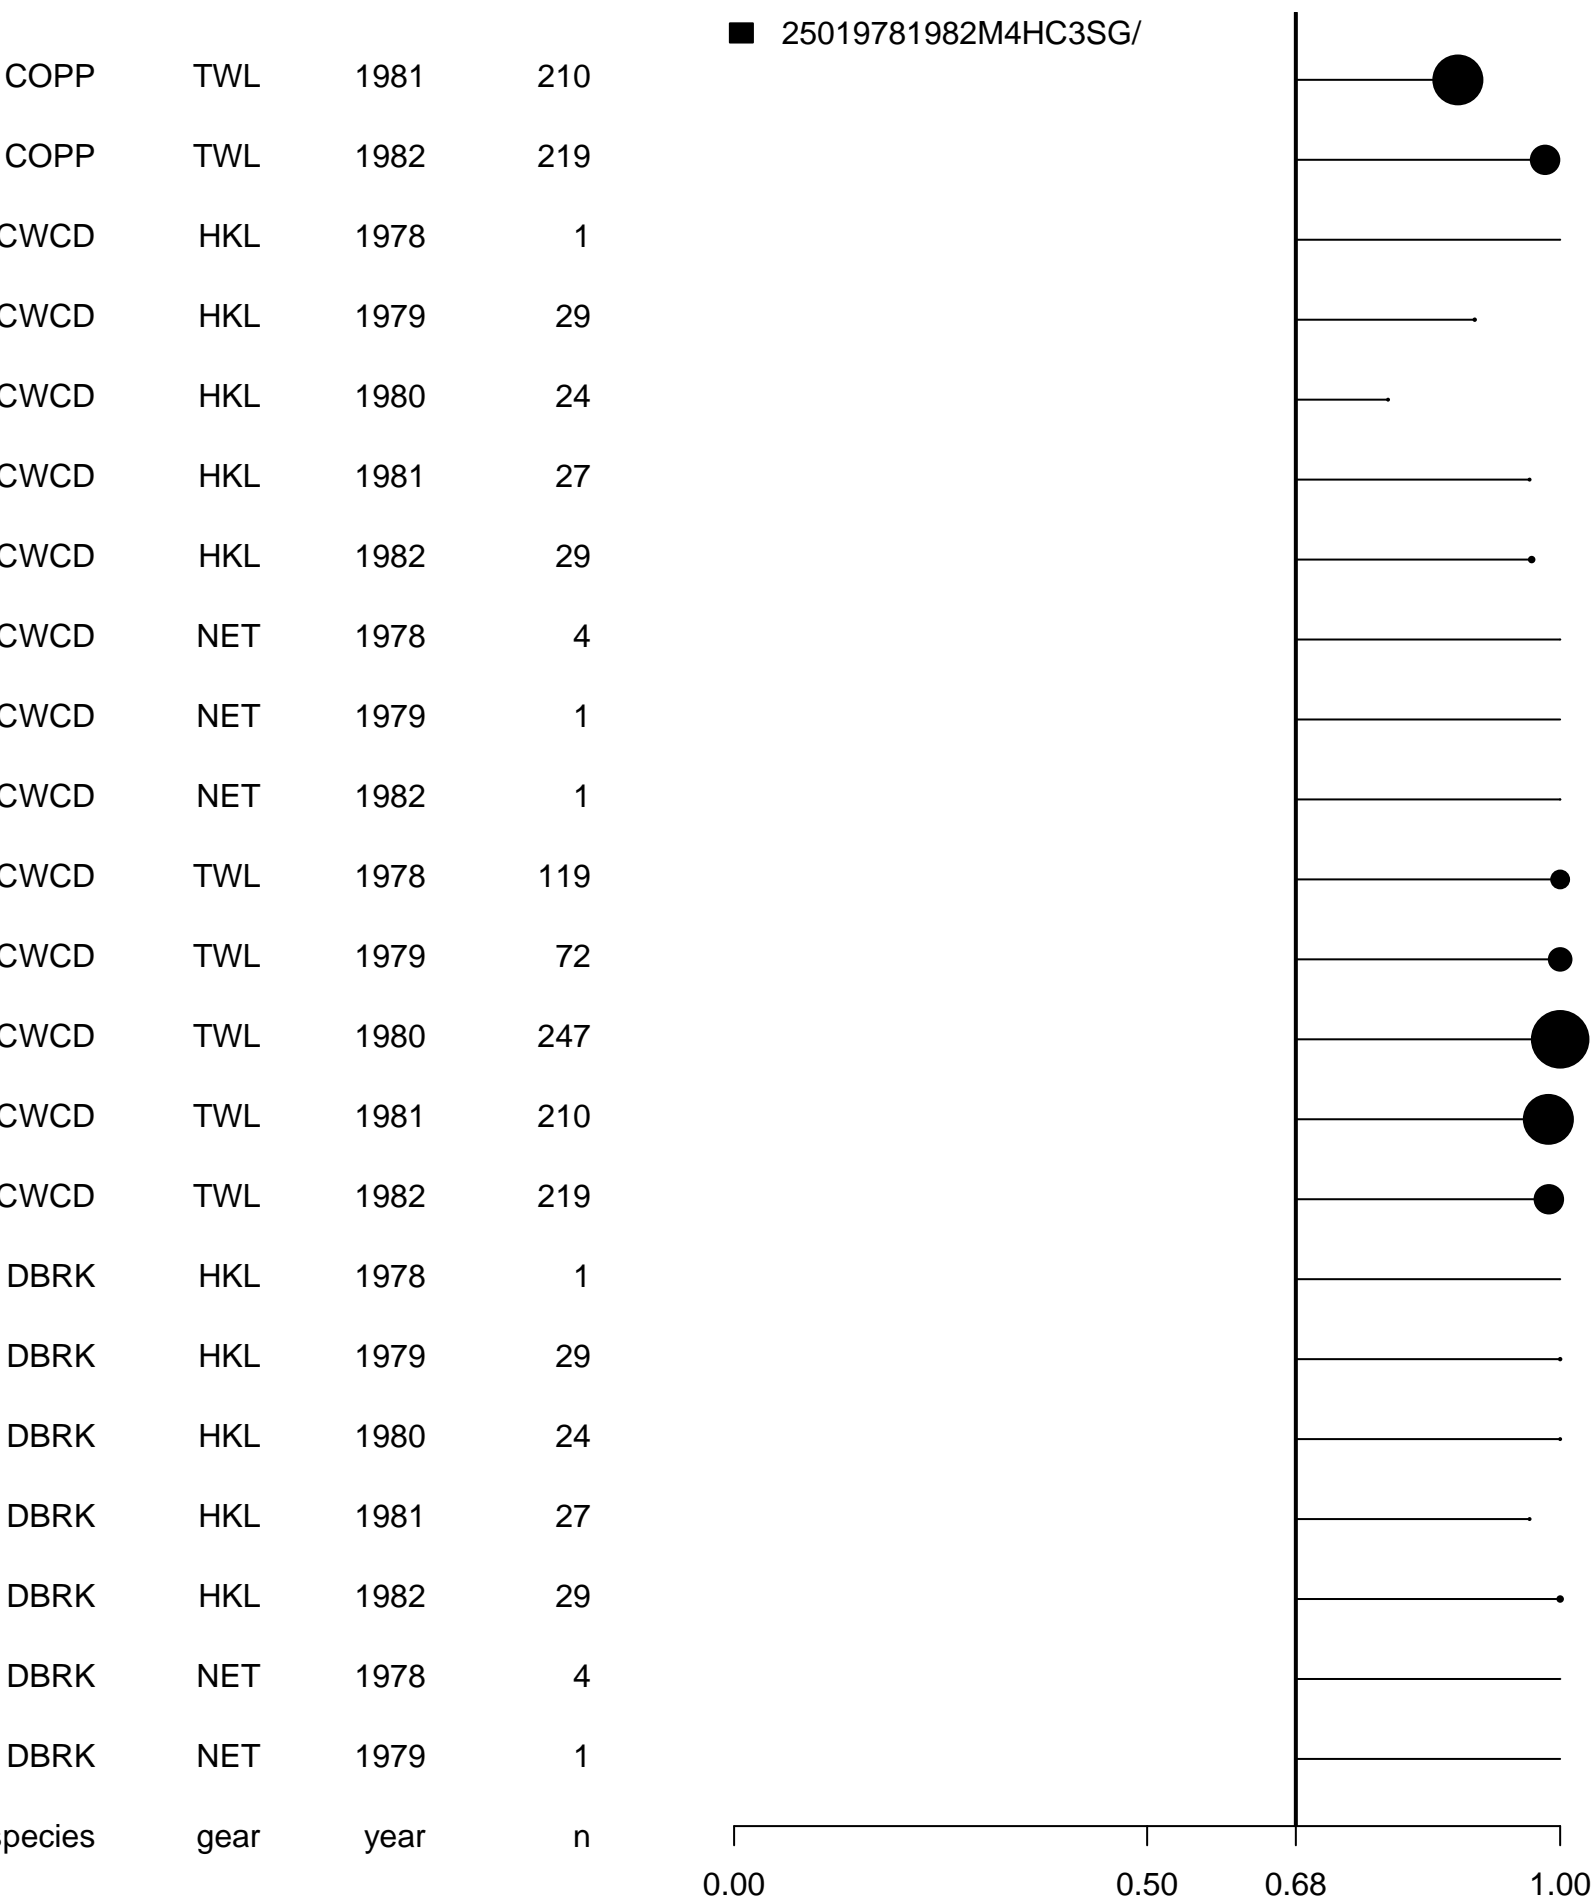 25019781982M4HC3SG/
COPP TWL 1981 210
COPP TWL 1982 219
CWCD HKL 1978 1
CWCD HKL 1979 29
CWCD HKL 1980 24
CWCD HKL 1981 27
CWCD HKL 1982 29
CWCD NET 1978 4
CWCD NET 1979 1
CWCD NET 1982 1
CWCD TWL 1978 119
CWCD TWL 1979 72
CWCD TWL 1980 247
CWCD TWL 1981 210
CWCD TWL 1982 219
DBRK HKL 1978 1
DBRK HKL 1979 29
DBRK HKL 1980 24
DBRK HKL 1981 27
DBRK HKL 1982 29
DBRK NET 1978 4
DBRK NET 1979 1
species gear year n
0.00 0.50 0.68 1.00